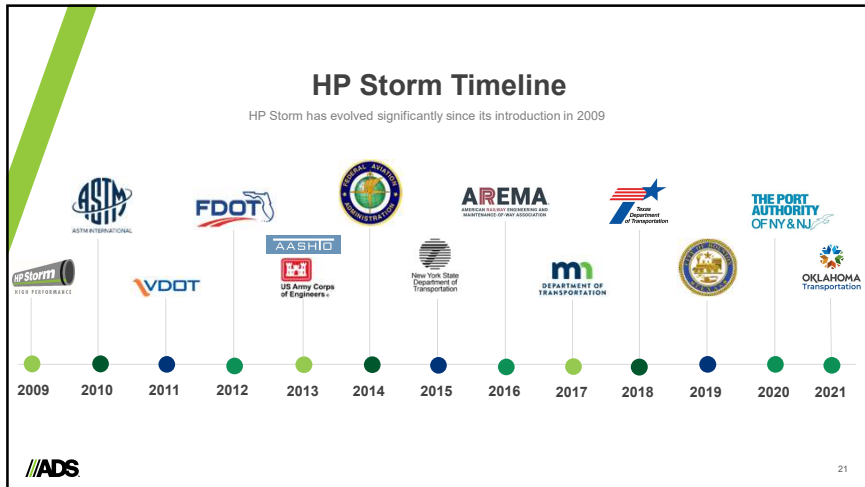 HP Storm Timeline
HP Storm has evolved significantly since its introduction in 2009
HP Storm
HIGH PERFORMANCE
ASTM
ASTM INTERNATIONAL
VDOT
FDOT
AASHTO
US Army Corps
of Engineers
FEDERAL AVIATION
ADMINISTRATION
New York State
Department of
Transportation
AREMA
AMERICAN RAILWAY ENGINEERING AND
MAINTENANCE-OF-WAY ASSOCIATION
mn
DEPARTMENT OF
TRANSPORTATION
Texas
Department
of Transportation
THE PORT
AUTHORITY
OF NY & NJ
OKLAHOMA
Transportation
2009
2010
2011
2012
2013
2014
2015
2016
2017
2018
2019
2020
2021
ADS
21